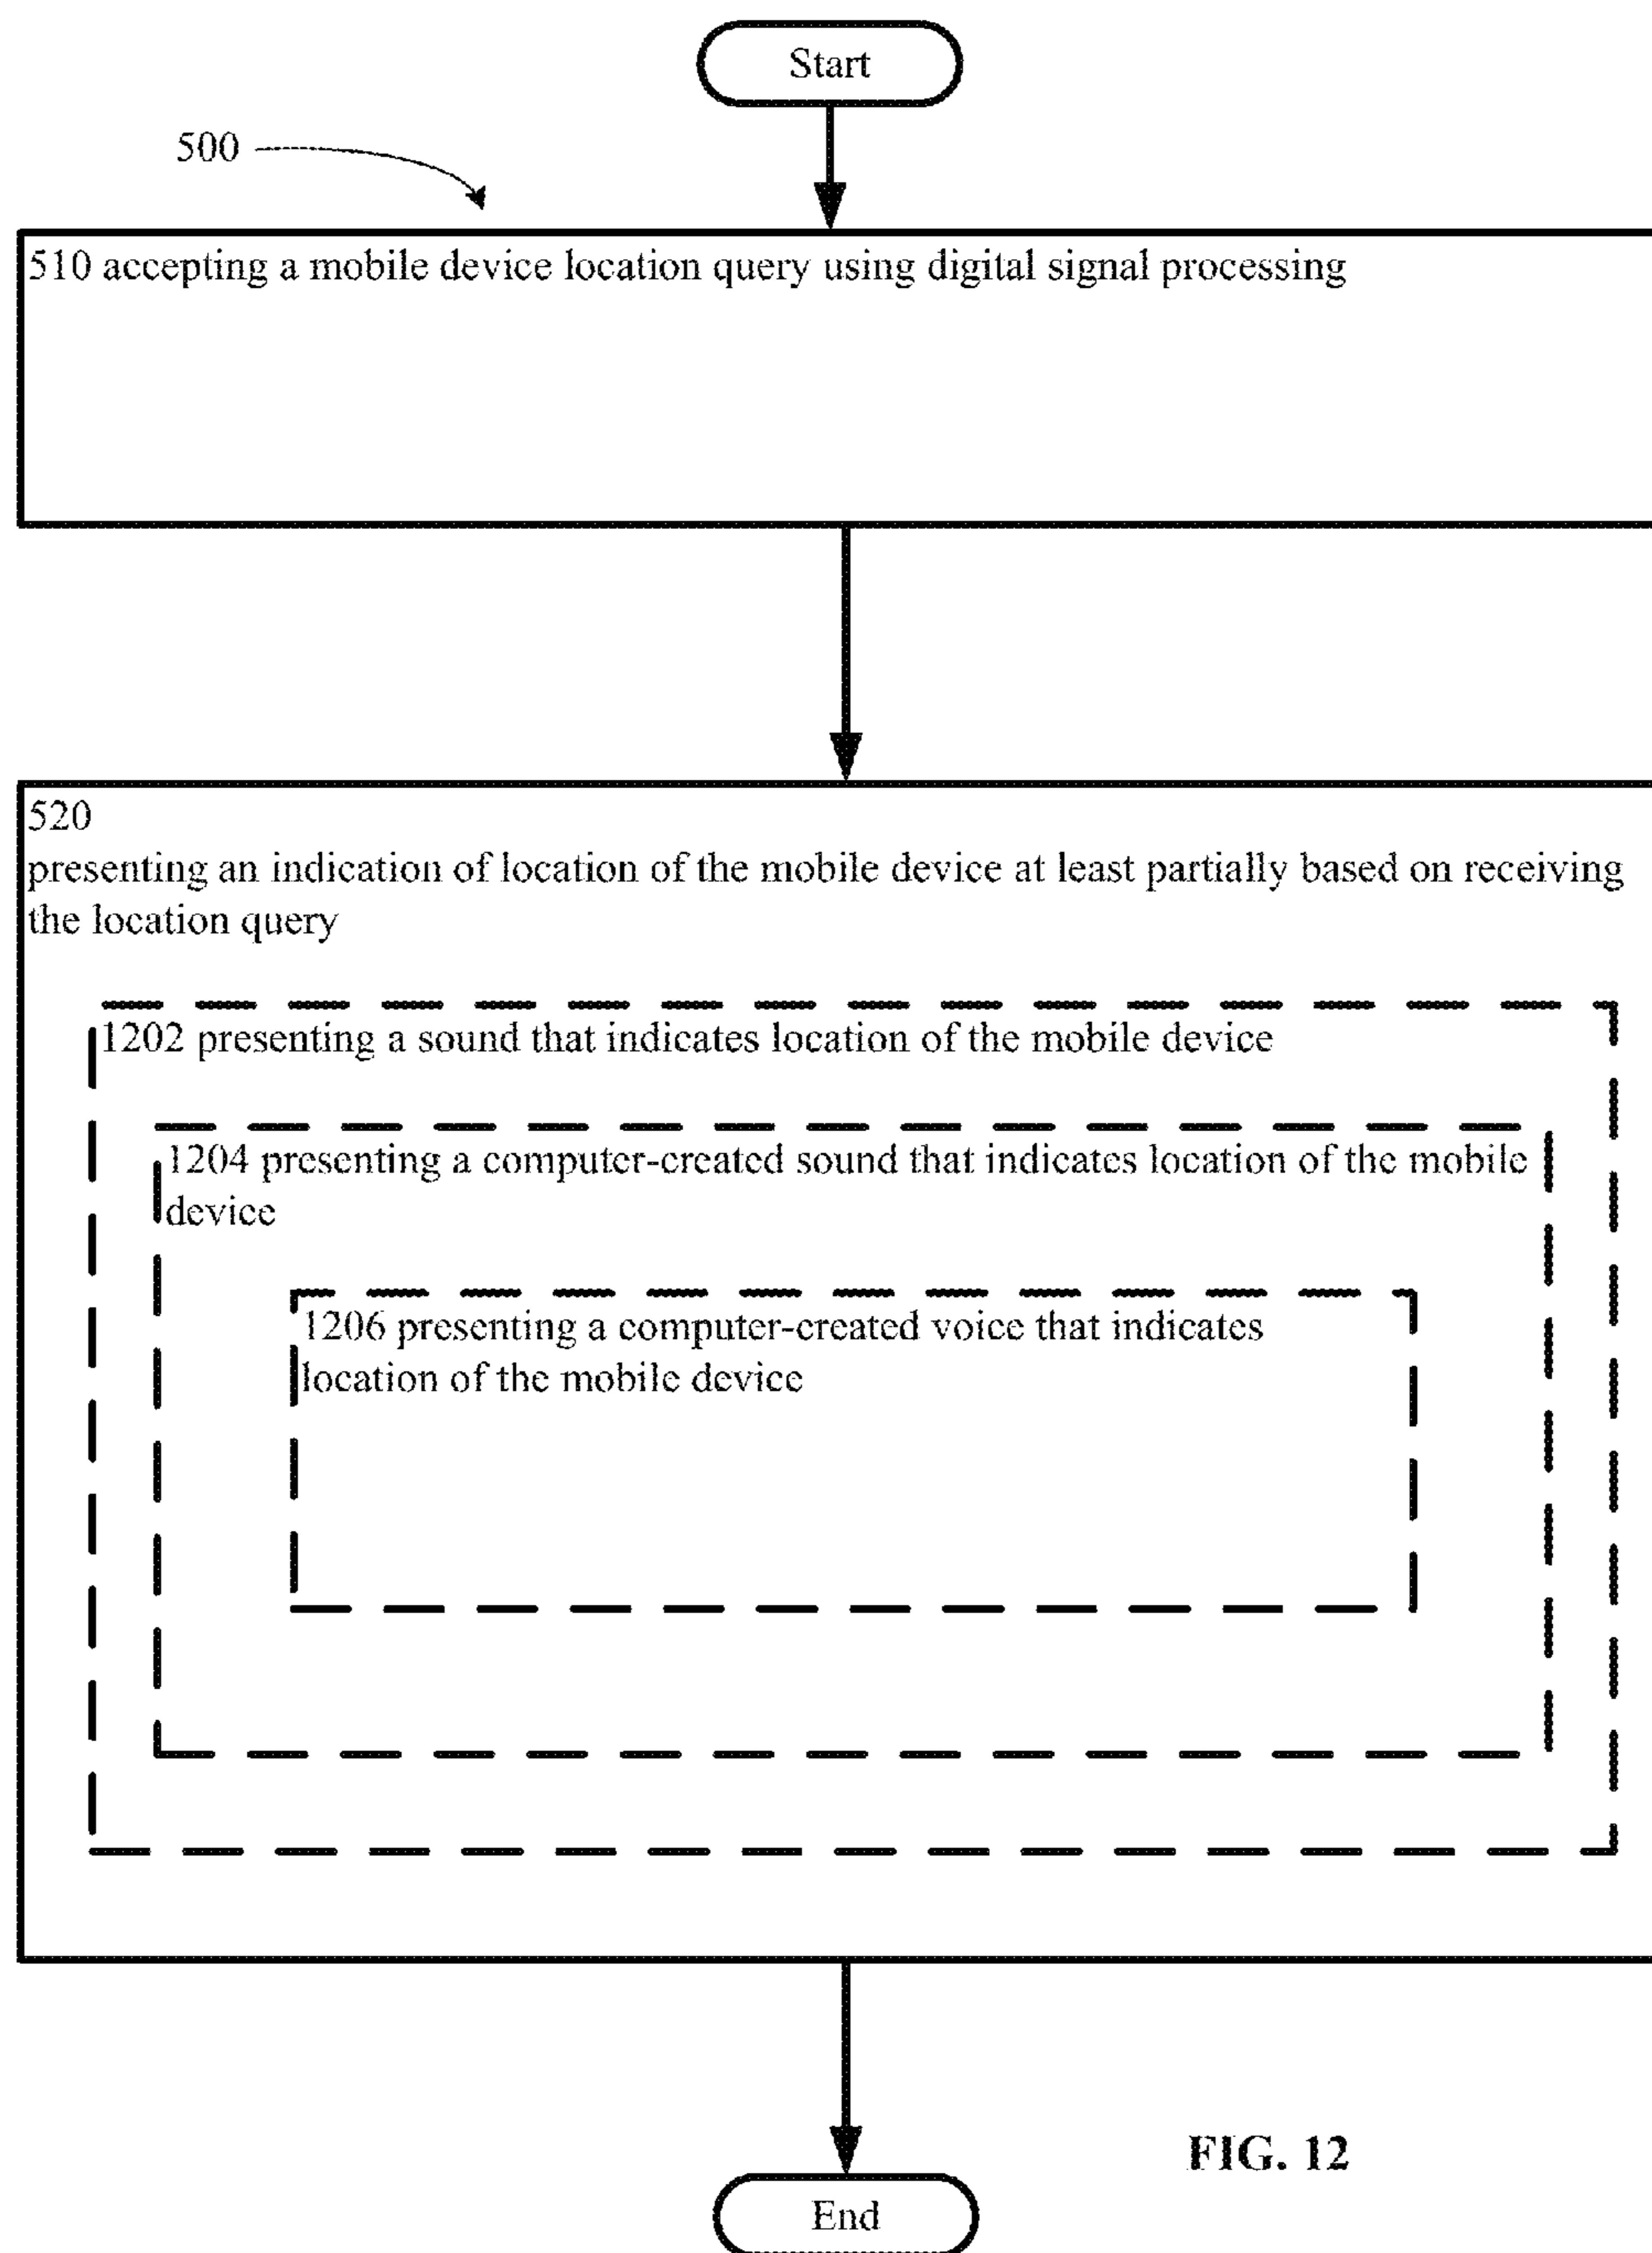 Start
500
510 accepting a mobile device location query using digital signal processing
520
presenting an indication of location of the mobile device at least partially based on receiving
the location query
1202 presenting a sound that indicates location of the mobile device
1204 presenting a computer-created sound that indicates location of the mobile
device
1206 presenting a computer-created voice that indicates
location of the mobile device
FIG. 12
End